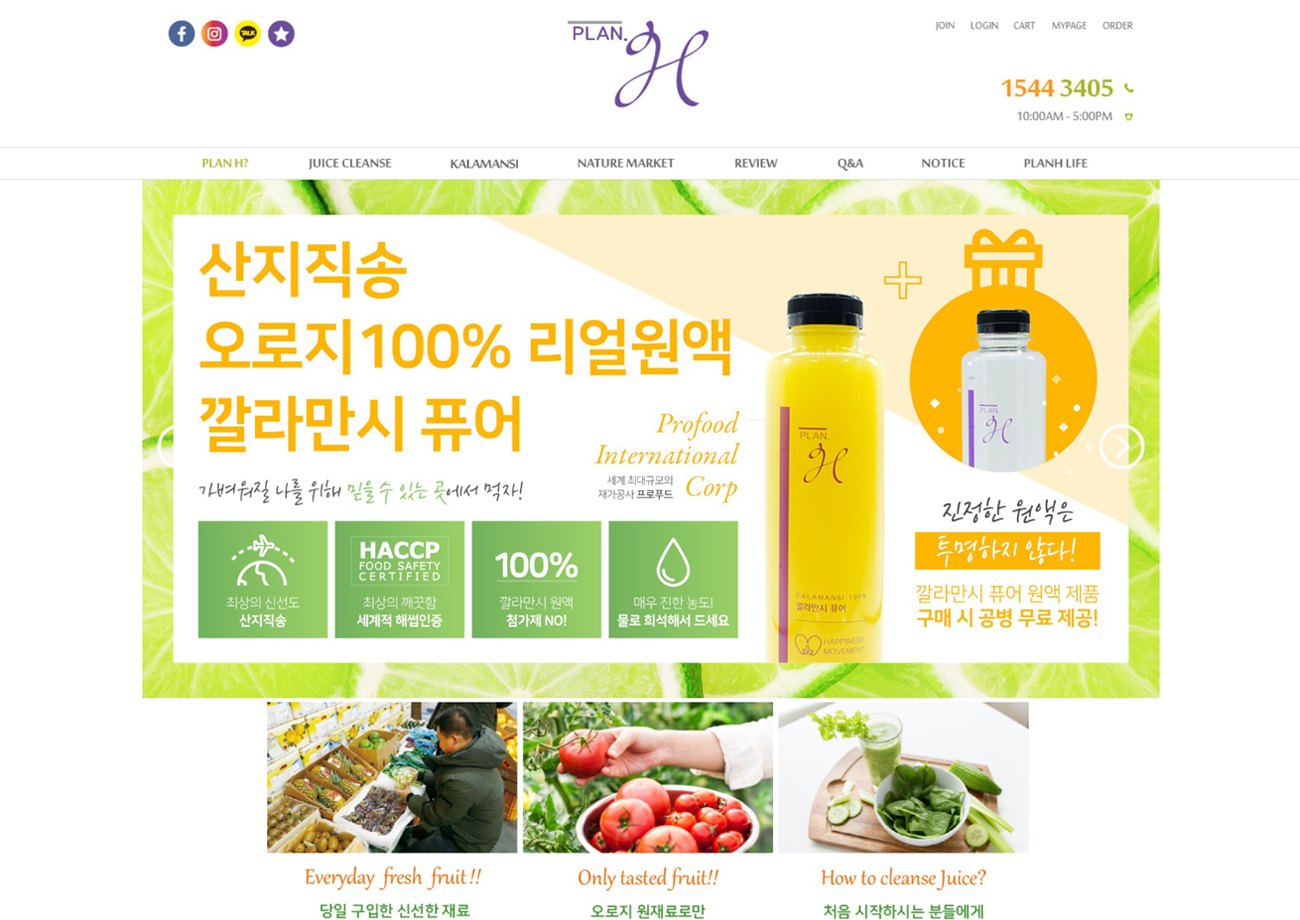 TALK
PLAN.
H
JOIN LOGIN CART MYPAGE ORDER
1544 3405
10:00AM - 5:00PM
PLAN H? JUICE CLEANSE KALAMANSI NATURE MARKET REVIEW Q&A NOTICE PLANH LIFE
산지직송
오로지100% 리얼원액
깔라만시 퓨어
가벼워질 나를 위해 믿을 수 있는 곳에서 먹자!
Profood
International
Corp
세계 최대규모의
재가공사 프로푸드
최상의 신선도
산지직송
HACCP
FOOD SAFETY
CERTIFIED
최상의 깨끗함
세계적 해썹인증
100%
깔라만시 원액
첨가제 NO!
매우 진한 농도!
물로 희석해서 드세요
PLAN.
H
CALAMANSI 100%
깔라만시 퓨어
HAPPINESS
MOVEMENT
PLAN.
H
진정한 원액은
투명하지 않다!
깔라만시 퓨어 원액 제품
구매 시 공병 무료 제공!
Everyday fresh fruit !!
당일 구입한 신선한 재료
Only tasted fruit!!
오로지 원재료로만
How to cleanse Juice?
처음 시작하시는 분들에게